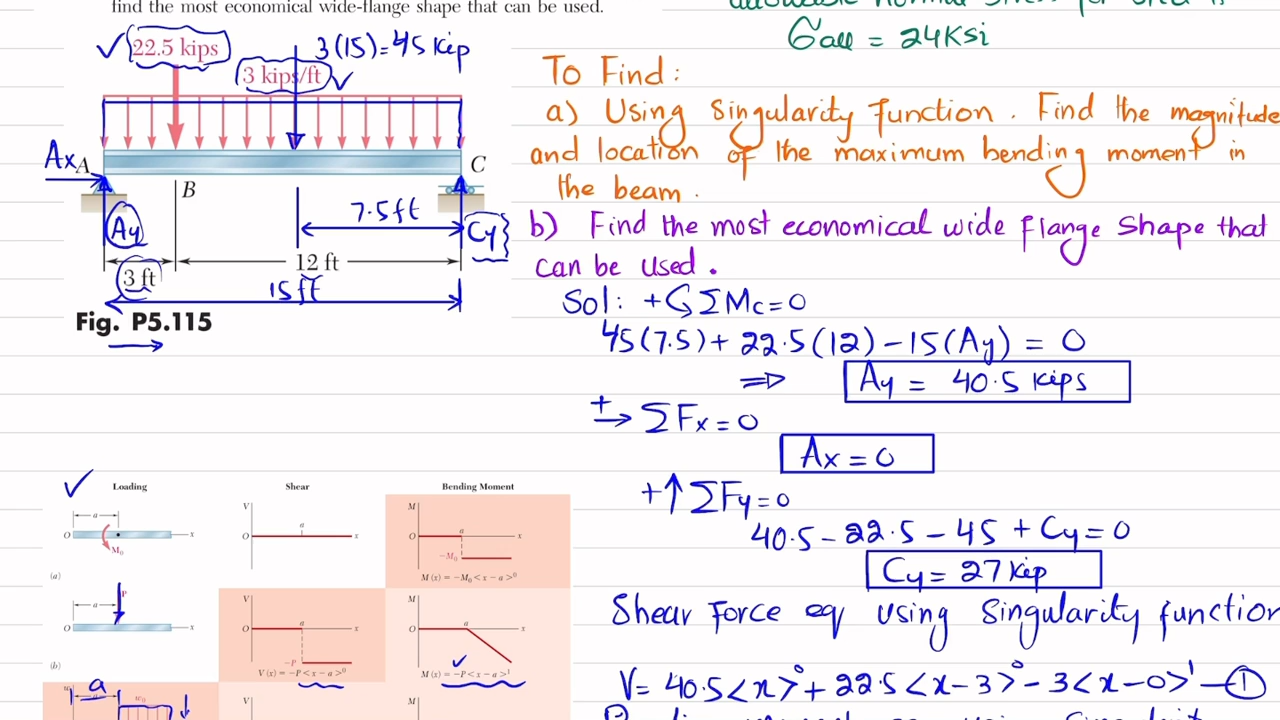 find the most economical wide-flange shape that can be used.
σall = 24Ksi
✓ 22.5 kips
3(15)=45 Kip
3 kips/ft ✓
To Find :
a) Using Singularity function . Find the magnitude
and location of the maximum bending moment in
the beam .
b) Find the most economical wide flange shape that
can be used .
Ax
A
C
B
7.5ft
Ay
Cy
3 ft
12 ft
15ft
Fig. P5.115
Sol: +↺ ΣMc=0
45(7.5)+ 22.5(12) -15(Ay) = 0
⇒ Ay = 40.5 kips
+→ ΣFx=0
Ax = 0
+↑ ΣFy=0
40.5 - 22.5 - 45 + Cy = 0
Cy = 27 kip
Shear Force eq using Singularity function
V= 40.5<x>° + 22.5<x-3>° - 3<x-0>¹ -①
✓ Loading
Shear
Bending Moment
a
O
x
M₀
(a)
V
O
a
x
M
O
a
x
-M₀
M(x) = -M₀<x - a>⁰
a
P
O
x
(b)
V
O
a
x
-P
V(x) = -P<x - a>⁰
M
O
a
x
✓
M(x) = -P<x - a>¹
a
w₀
V
M